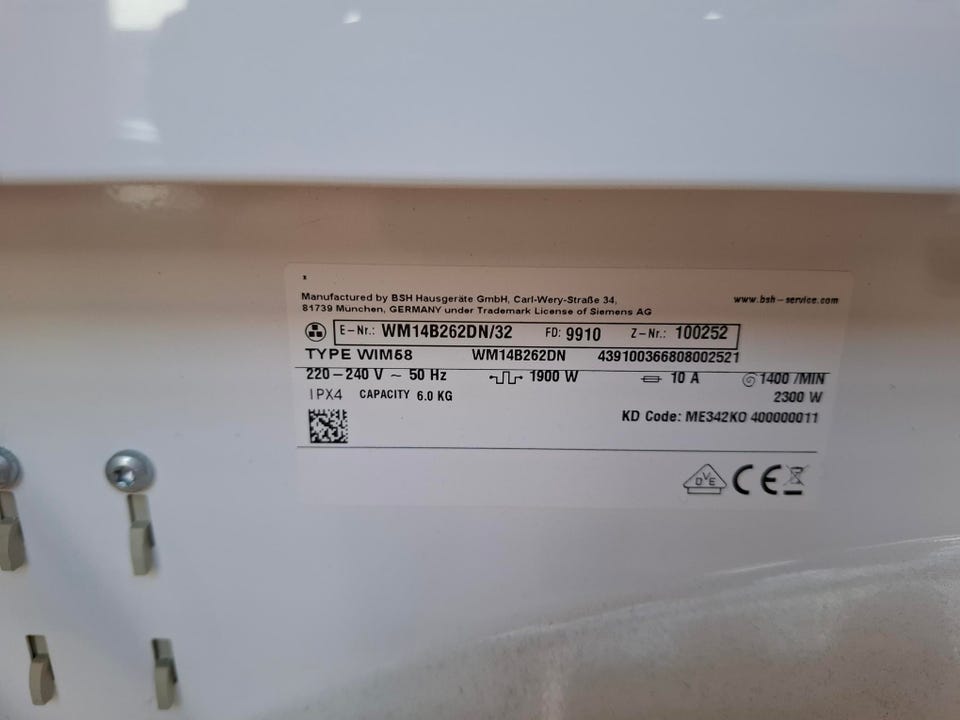 Manufactured by BSH Hausgeräte GmbH, Carl-Wery-Straße 34,
81739 München, GERMANY under Trademark License of Siemens AG
www.bsh-service.com
E-Nr.: WM14B262DN/32 FD: 9910 Z-Nr.: 100252
TYPE WIM58 WM14B262DN 439100366808002521
220-240 V ~ 50 Hz 1900 W 10 A 1400 /MIN
IPX4 CAPACITY 6.0 KG 2300 W
KD Code: ME342KO 400000011
DVE CE